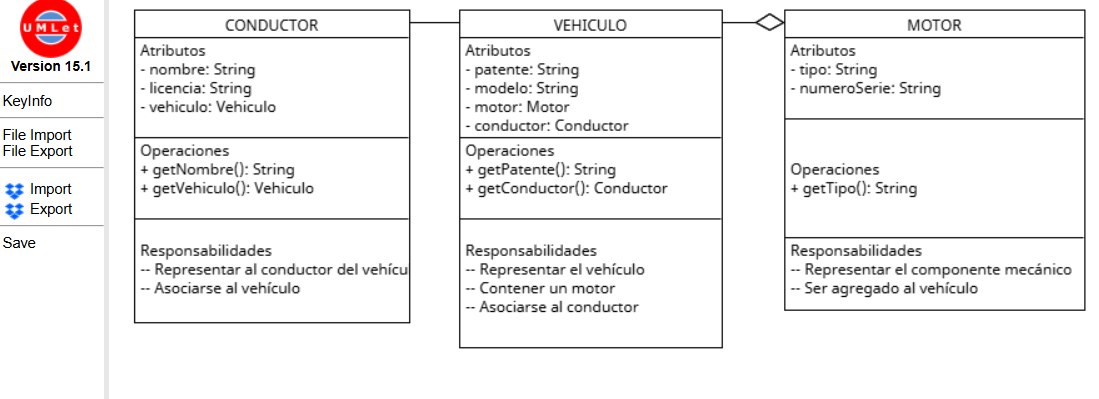 UMLet
Version 15.1
KeyInfo
File Import
File Export
Import
Export
Save
CONDUCTOR
Atributos
- nombre: String
- licencia: String
- vehiculo: Vehiculo
Operaciones
+ getNombre(): String
+ getVehiculo(): Vehiculo
Responsabilidades
-- Representar al conductor del vehícu
-- Asociarse al vehículo
VEHICULO
Atributos
- patente: String
- modelo: String
- motor: Motor
- conductor: Conductor
Operaciones
+ getPatente(): String
+ getConductor(): Conductor
Responsabilidades
-- Representar el vehículo
-- Contener un motor
-- Asociarse al conductor
MOTOR
Atributos
- tipo: String
- numeroSerie: String
Operaciones
+ getTipo(): String
Responsabilidades
-- Representar el componente mecánico
-- Ser agregado al vehículo